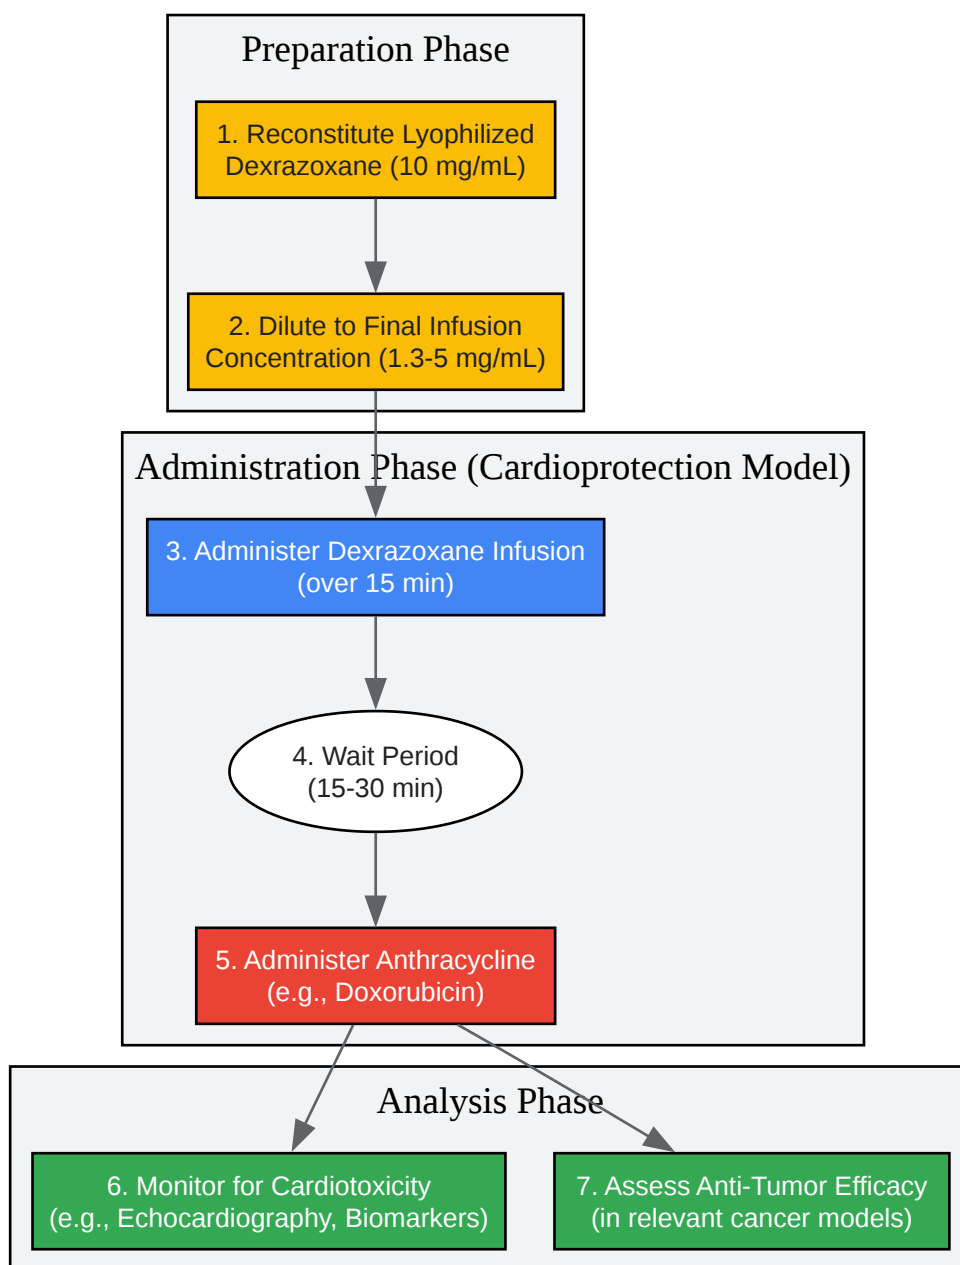 Preparation Phase
1. Reconstitute Lyophilized
Dexrazoxane (10 mg/mL)
2. Dilute to Final Infusion
Concentration (1.3-5 mg/mL)
Administration Phase (Cardioprotection Model)
3. Administer Dexrazoxane Infusion
(over 15 min)
4. Wait Period
(15-30 min)
5. Administer Anthracycline
(e.g., Doxorubicin)
Analysis Phase
6. Monitor for Cardiotoxicity
(e.g., Echocardiography, Biomarkers)
7. Assess Anti-Tumor Efficacy
(in relevant cancer models)